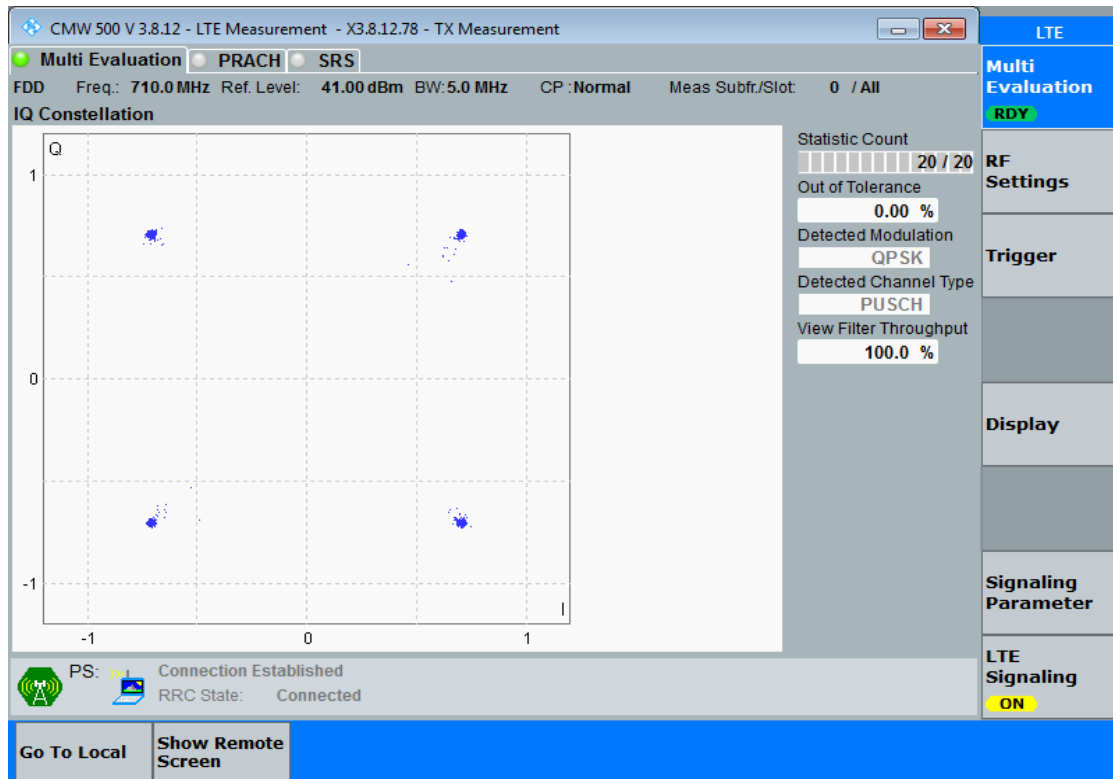 CMW 500 V 3.8.12 - LTE Measurement - X3.8.12.78 - TX Measurement
LTE
Multi Evaluation PRACH SRS
FDD Freq.: 710.0 MHz Ref. Level: 41.00 dBm BW: 5.0 MHz CP : Normal Meas Subfr./Slot: 0 / All
IQ Constellation
Q
1
0
-1
-1 0 1
I
Statistic Count
20 / 20
Out of Tolerance
0.00 %
Detected Modulation
QPSK
Detected Channel Type
PUSCH
View Filter Throughput
100.0 %
Multi
Evaluation
RDY
RF
Settings
Trigger
Display
Signaling
Parameter
LTE
Signaling
ON
PS: Connection Established
RRC State: Connected
Go To Local
Show Remote
Screen